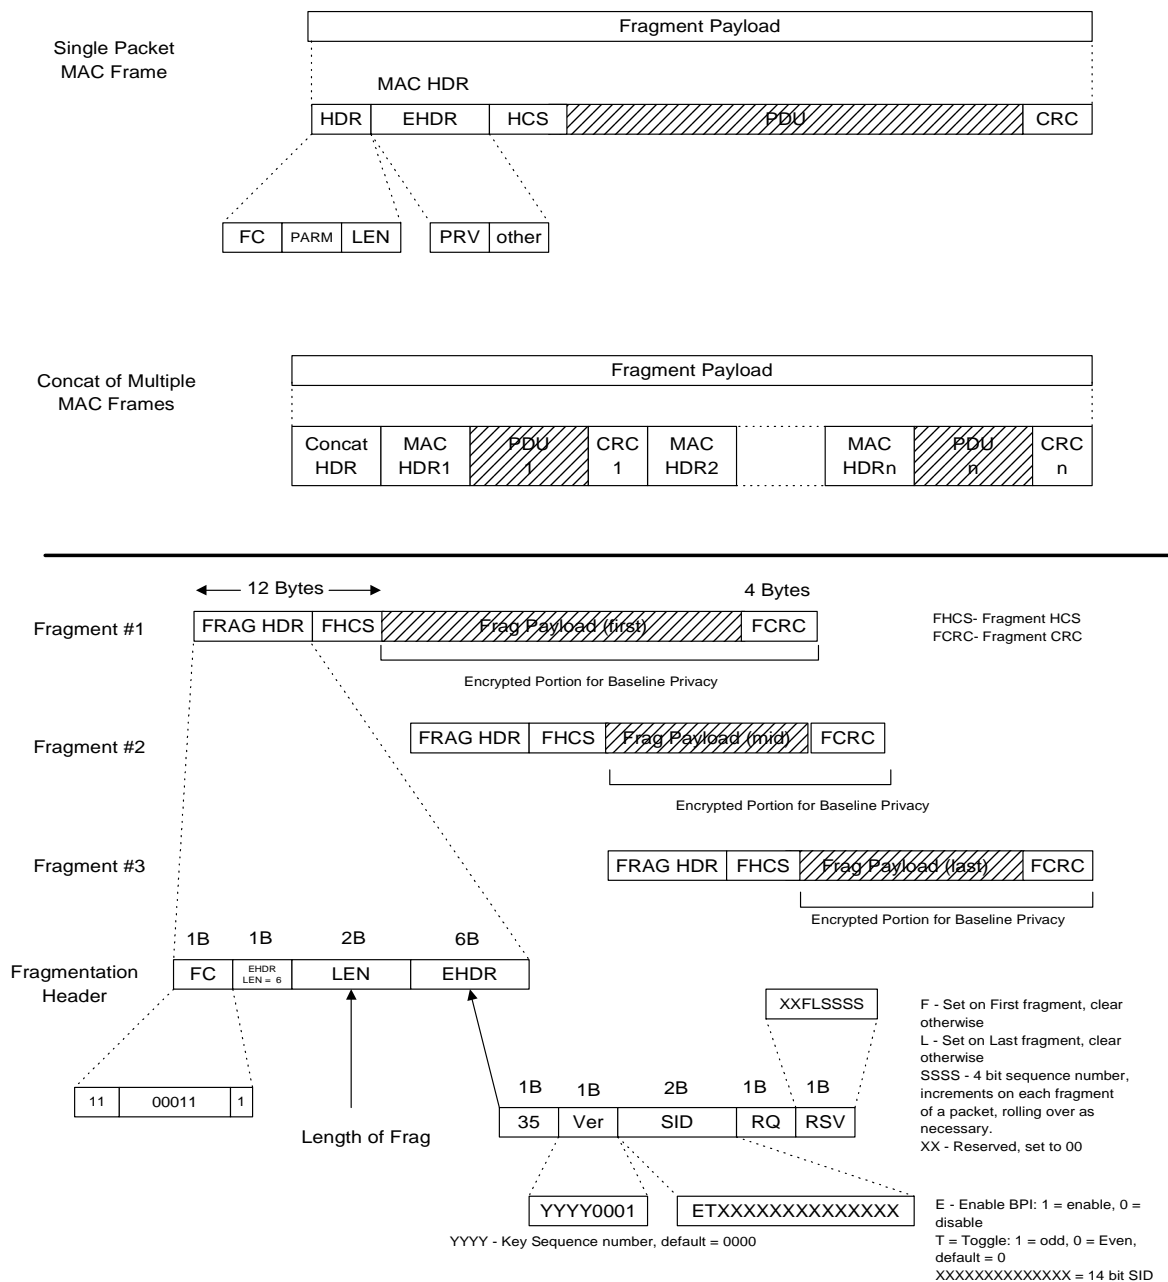 Fragment Payload
Single Packet
MAC Frame
MAC HDR
HDR EHDR HCS PDU CRC
FC PARM LEN PRV other
Fragment Payload
Concat of Multiple
MAC Frames
Concat HDR MAC HDR1 PDU 1 CRC 1 MAC HDR2 MAC HDRn PDU n CRC n
12 Bytes 4 Bytes
Fragment #1 FRAG HDR FHCS Frag Payload (first) FCRC
FHCS- Fragment HCS
FCRC- Fragment CRC
Encrypted Portion for Baseline Privacy
Fragment #2 FRAG HDR FHCS Frag Payload (mid) FCRC
Encrypted Portion for Baseline Privacy
Fragment #3 FRAG HDR FHCS Frag Payload (last) FCRC
Encrypted Portion for Baseline Privacy
1B 1B 2B 6B
Fragmentation
Header
FC EHDR LEN = 6 LEN EHDR
11 00011 1
Length of Frag
XXFLSSSS
1B 1B 2B 1B 1B
35 Ver SID RQ RSV
F - Set on First fragment, clear
otherwise
L - Set on Last fragment, clear
otherwise
SSSS - 4 bit sequence number,
increments on each fragment
of a packet, rolling over as
necessary.
XX - Reserved, set to 00
YYYY0001 ETXXXXXXXXXXXXXX
YYYY - Key Sequence number, default = 0000
E - Enable BPI: 1 = enable, 0 =
disable
T = Toggle: 1 = odd, 0 = Even,
default = 0
XXXXXXXXXXXXXX = 14 bit SID